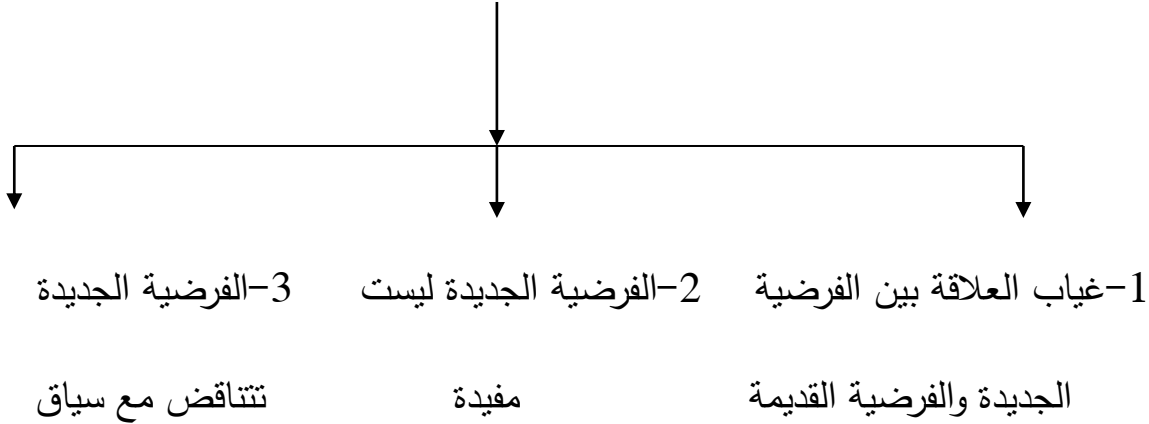 1-غياب العلاقة بين الفرضية 2-الفرضية الجديدة ليست 3-الفرضية الجديدة
الجديدة والفرضية القديمة مفيدة تتناقض مع سياق